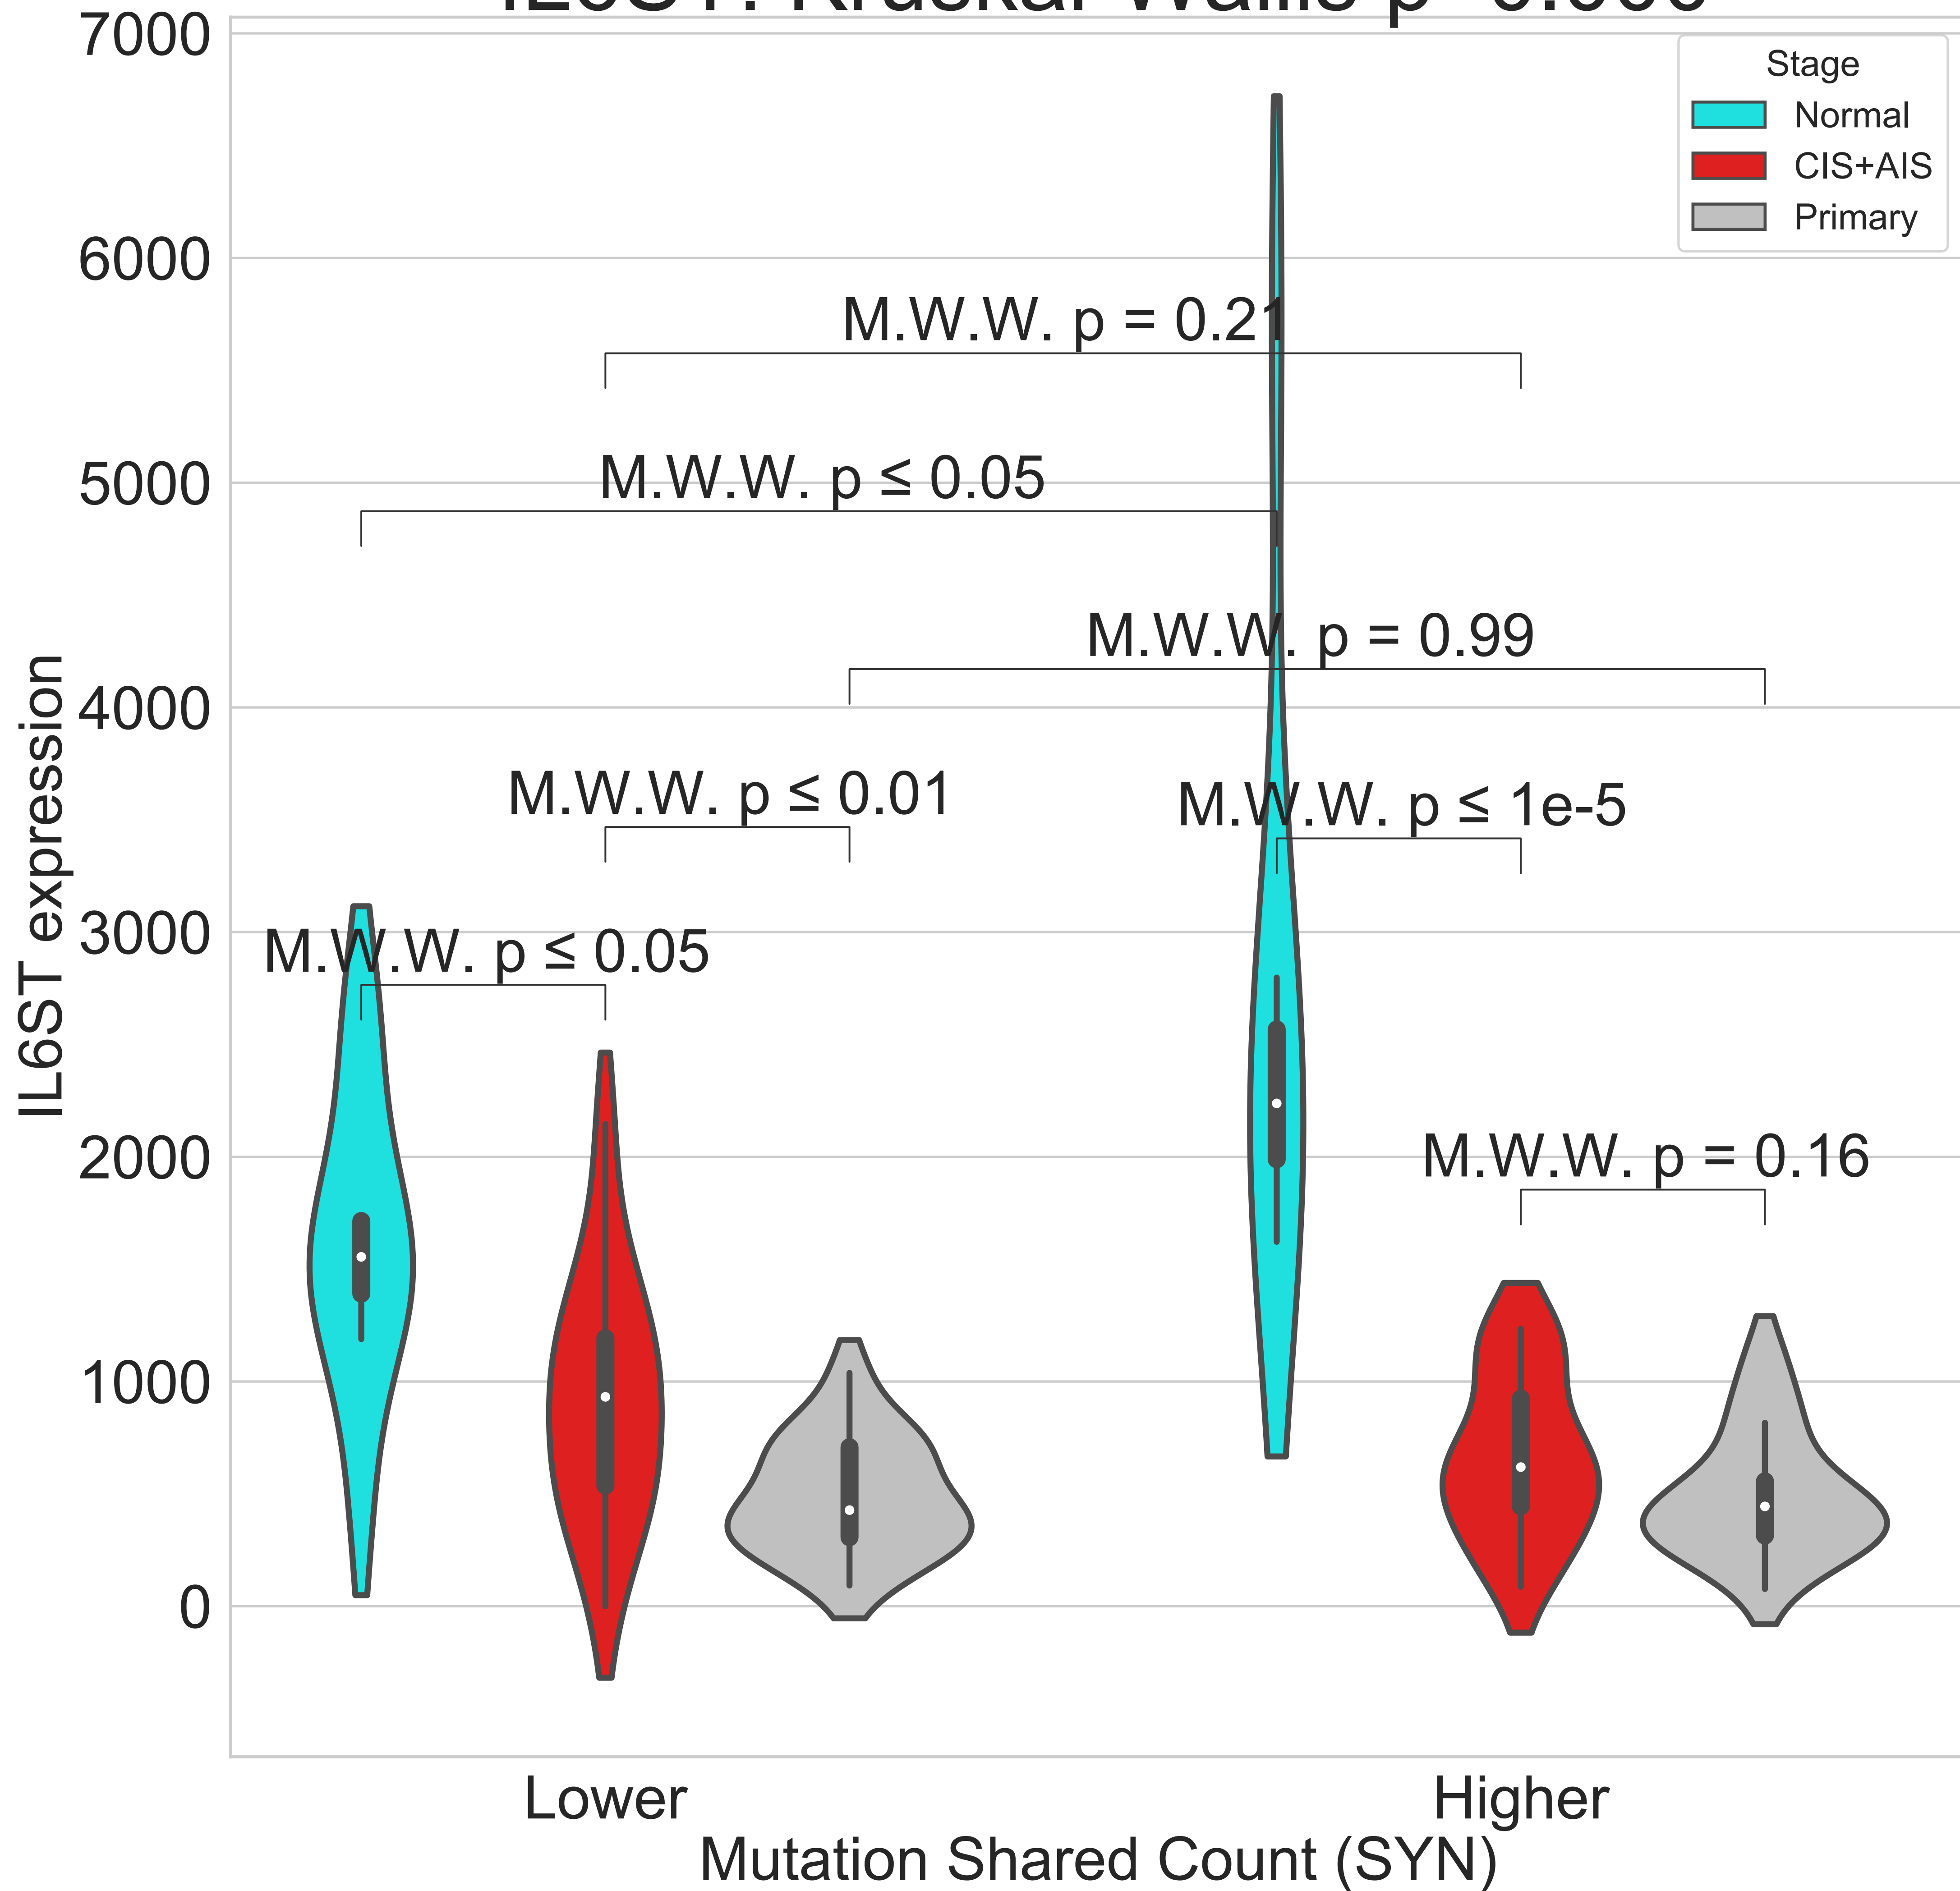 7000
6000
5000
4000
3000
2000
1000
0
IL6ST expression
Stage
Normal
CIS+AIS
Primary
M.W.W. p = 0.21
M.W.W. p ≤ 0.05
M.W.W. p = 0.99
M.W.W. p ≤ 0.01
M.W.W. p ≤ 1e-5
M.W.W. p ≤ 0.05
M.W.W. p = 0.16
Lower
Higher
Mutation Shared Count (SYN)